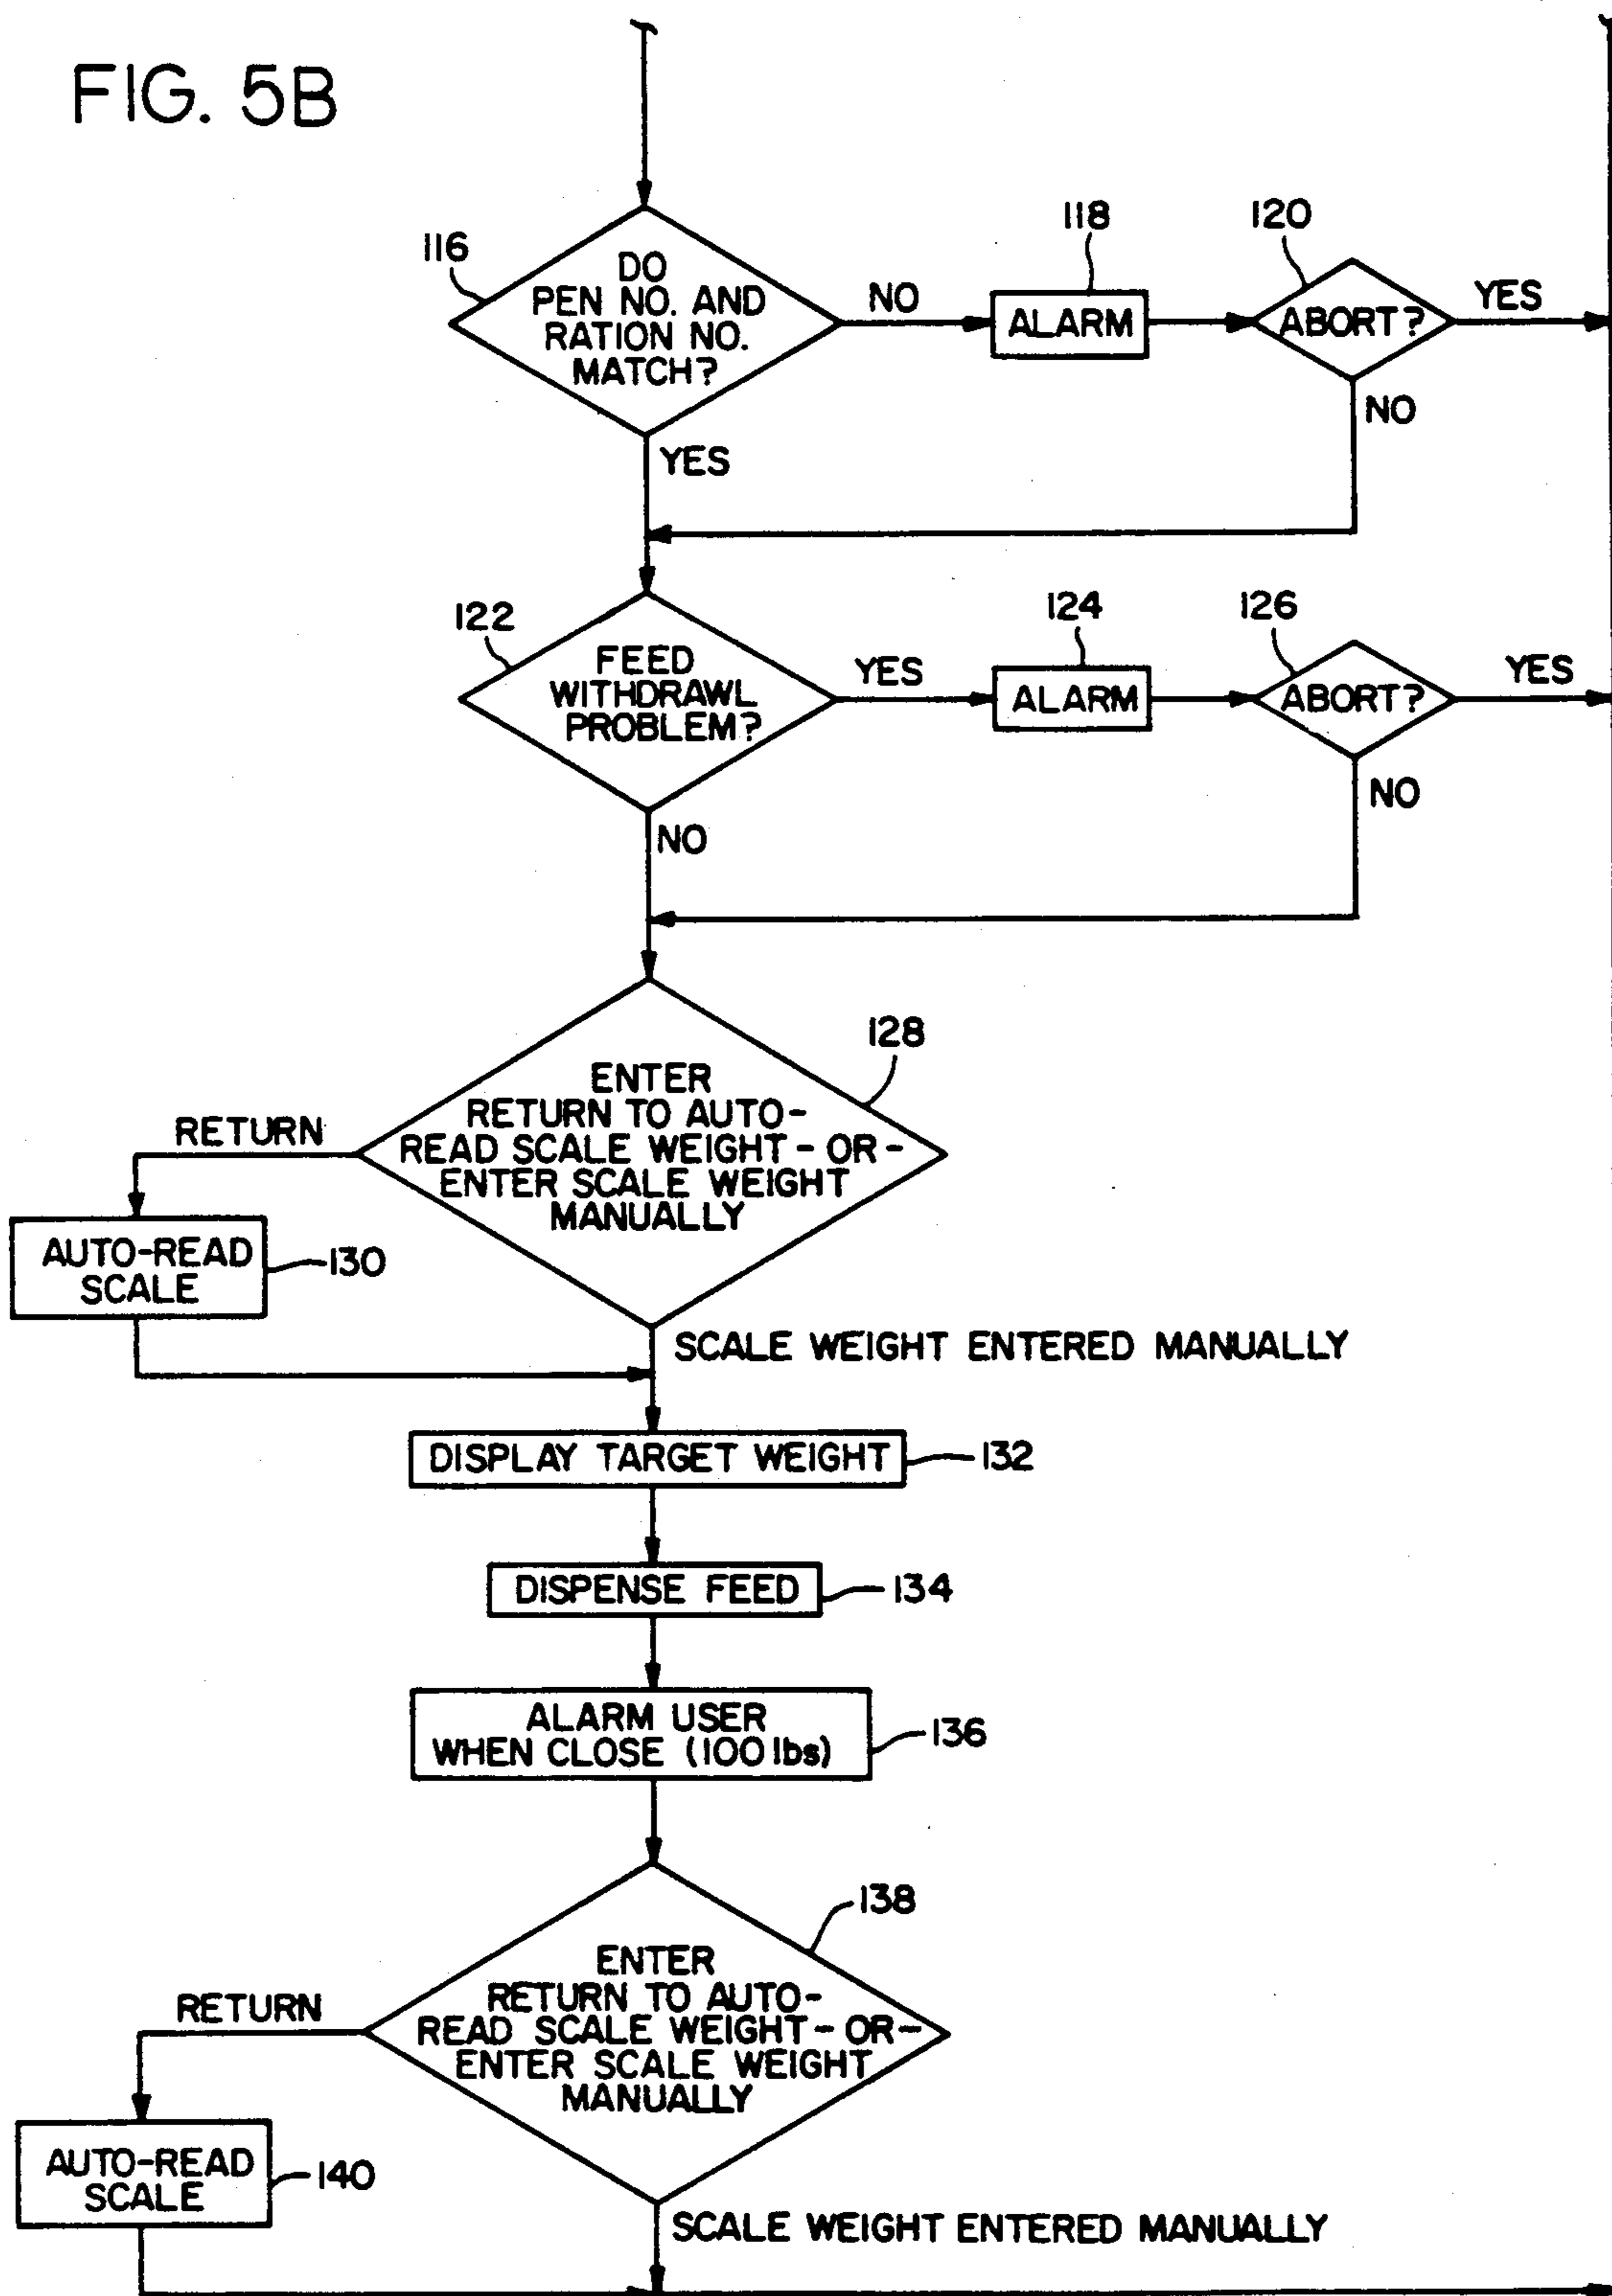 FIG. 5B
116
DO
PEN NO. AND
RATION NO.
MATCH?
NO
118
ALARM
120
ABORT?
YES
NO
YES
122
FEED
WITHDRAWL
PROBLEM?
YES
124
ALARM
126
ABORT?
YES
NO
NO
128
ENTER
RETURN TO AUTO-
READ SCALE WEIGHT - OR -
ENTER SCALE WEIGHT
MANUALLY
RETURN
AUTO-READ
SCALE
130
SCALE WEIGHT ENTERED MANUALLY
DISPLAY TARGET WEIGHT
132
DISPENSE FEED
134
ALARM USER
WHEN CLOSE (100 lbs)
136
138
ENTER
RETURN TO AUTO-
READ SCALE WEIGHT - OR -
ENTER SCALE WEIGHT
MANUALLY
RETURN
AUTO-READ
SCALE
140
SCALE WEIGHT ENTERED MANUALLY